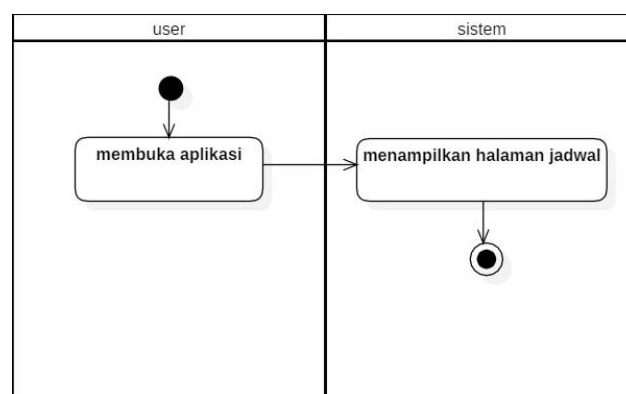 user
sistem
membuka aplikasi
menampilkan halaman jadwal